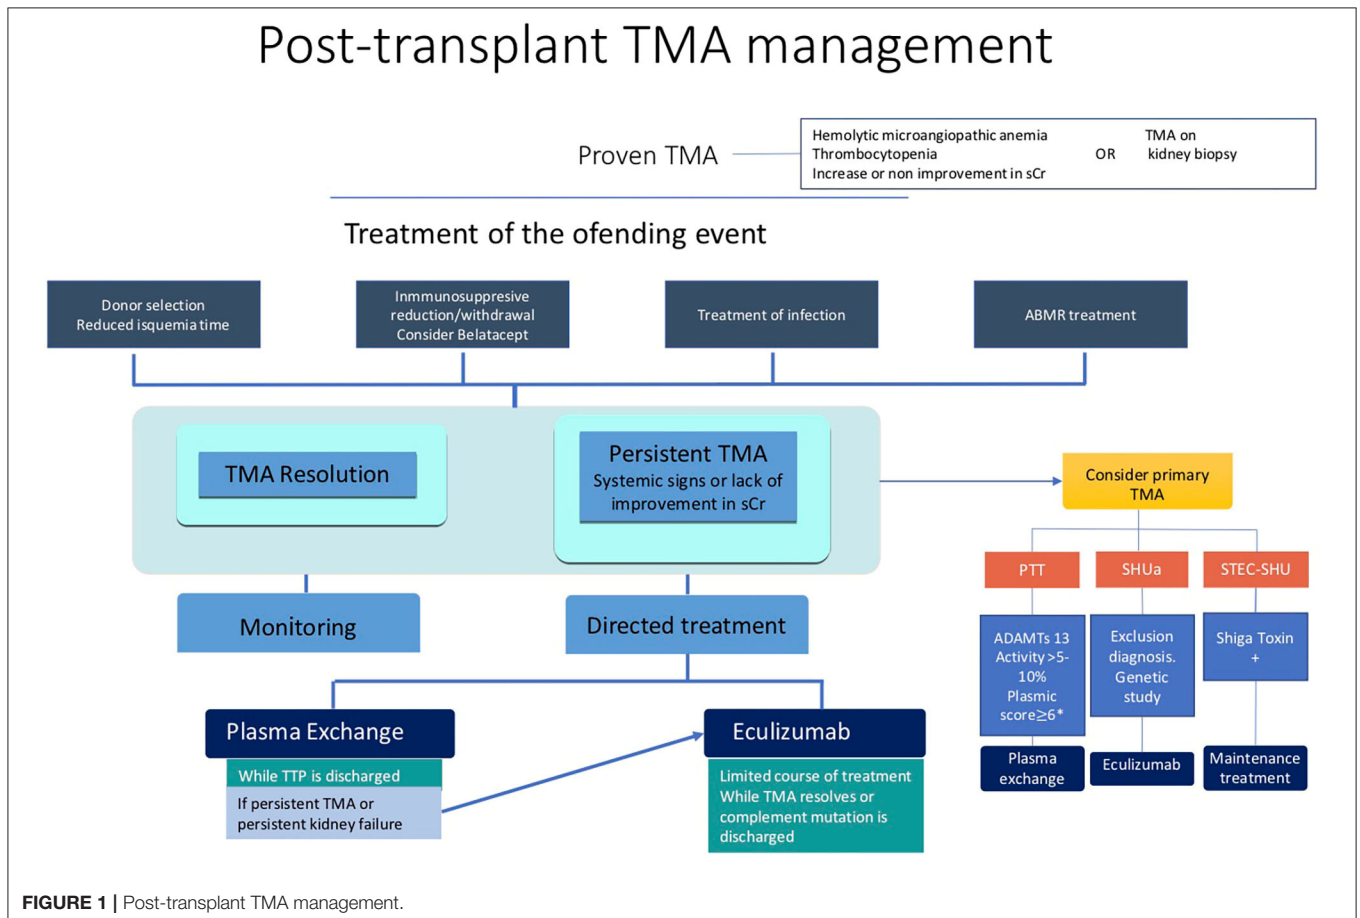 Post-transplant TMA management
Proven TMA
Hemolytic microangiopathic anemia
Thrombocytopenia
Increase or non improvement in sCr
OR
TMA on
kidney biopsy
Treatment of the ofending event
Donor selection
Reduced isquemia time
Inmmunosuppresive
reduction/withdrawal
Consider Belatacept
Treatment of infection
ABMR treatment
TMA Resolution
Persistent TMA
Systemic signs or lack of
improvement in sCr
Consider primary
TMA
Monitoring
Directed treatment
PTT
SHUa
STEC-SHU
ADAMTs 13
Activity >5-
10%
Plasmic
score≥6*
Exclusion
diagnosis.
Genetic
study
Shiga Toxin
+
Plasma
exchange
Eculizumab
Maintenance
treatment
Plasma Exchange
While TTP is discharged
If persistent TMA or
persistent kidney failure
Eculizumab
Limited course of treatment
While TMA resolves or
complement mutation is
discharged
FIGURE 1 | Post-transplant TMA management.